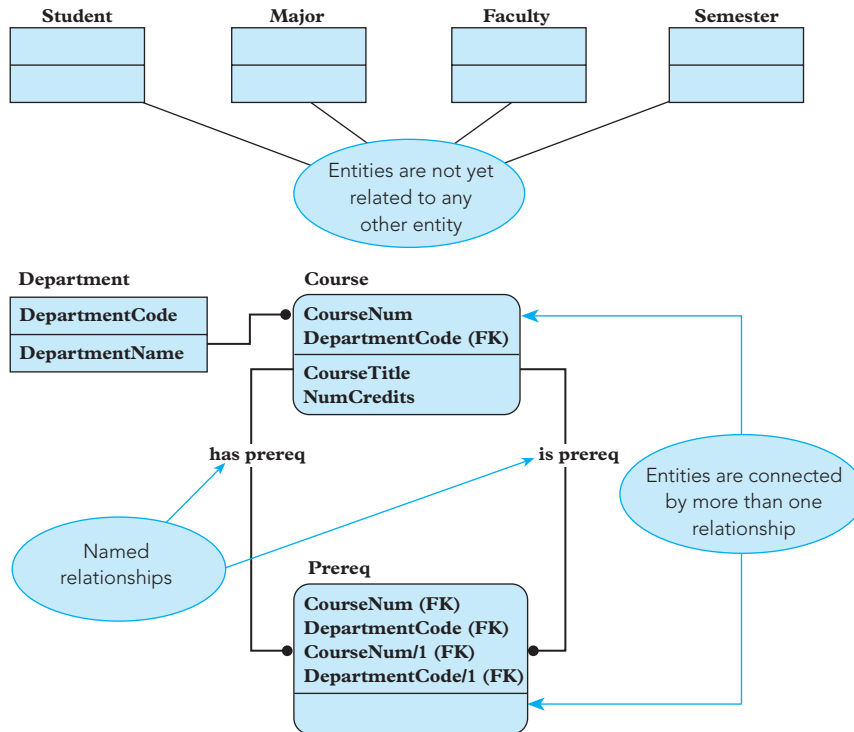 Student
Major
Faculty
Semester
Entities are not yet
related to any
other entity
Department
DepartmentCode
DepartmentName
Course
CourseNum
DepartmentCode (FK)
CourseTitle
NumCredits
has prereq
is prereq
Named
relationships
Entities are connected
by more than one
relationship
Prereq
CourseNum (FK)
DepartmentCode (FK)
CourseNum/1 (FK)
DepartmentCode/1 (FK)